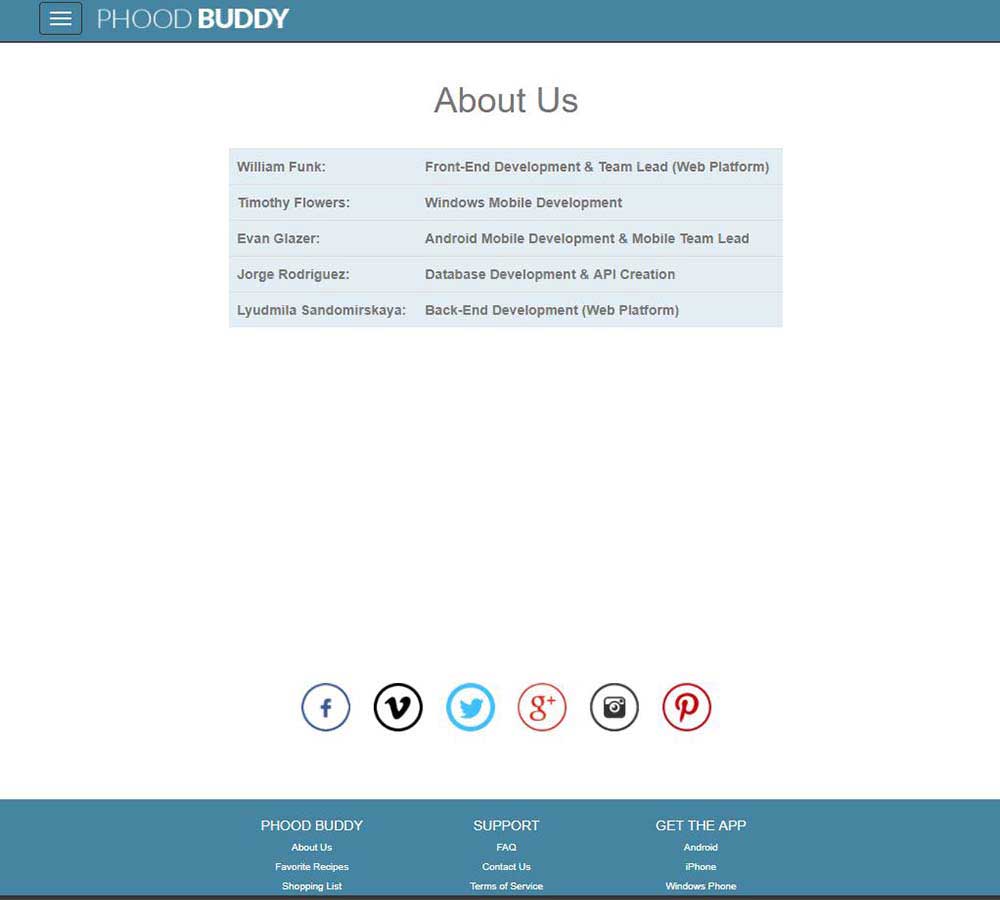 PHOOD BUDDY
About Us
William Funk: Front-End Development & Team Lead (Web Platform)
Timothy Flowers: Windows Mobile Development
Evan Glazer: Android Mobile Development & Mobile Team Lead
Jorge Rodriguez: Database Development & API Creation
Lyudmila Sandomirskaya: Back-End Development (Web Platform)
PHOOD BUDDY SUPPORT GET THE APP
About Us FAQ Android
Favorite Recipes Contact Us iPhone
Shopping List Terms of Service Windows Phone